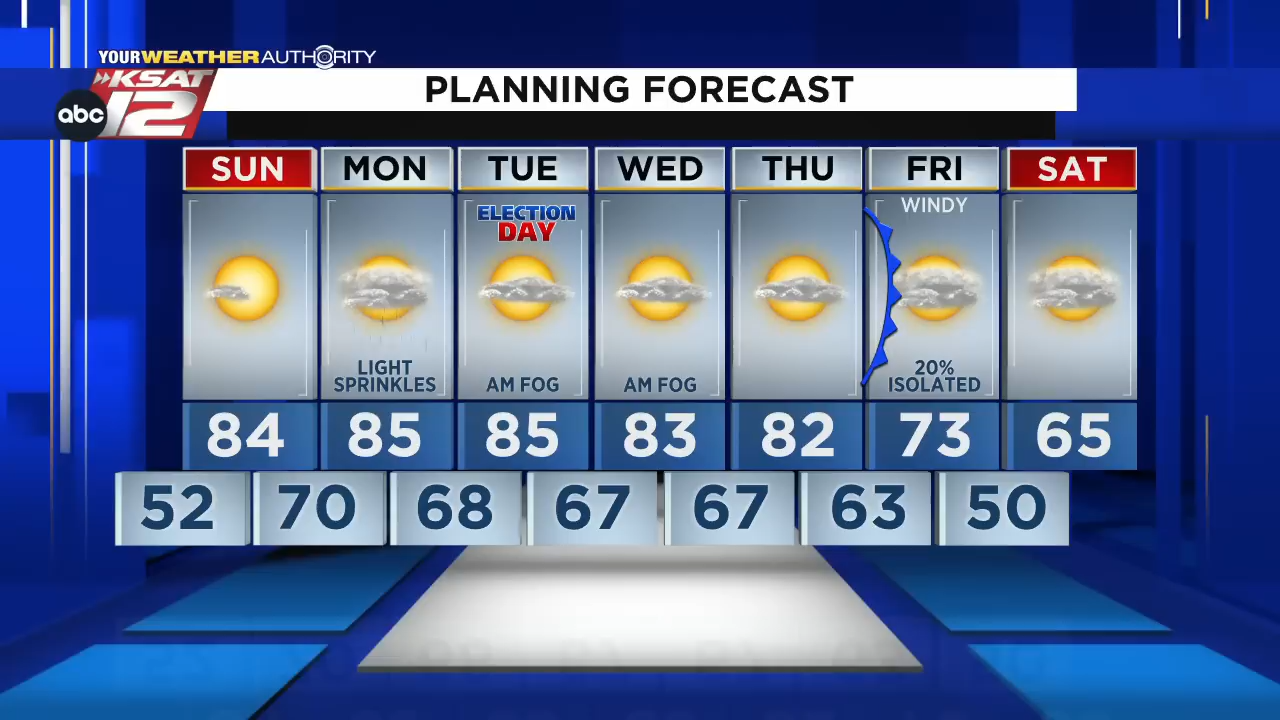 YOUR WEATHER AUTHORITY
KSAT
abc 12
PLANNING FORECAST
SUN MON TUE WED THU FRI SAT
ELECTION DAY
WINDY
LIGHT SPRINKLES
AM FOG
AM FOG
20% ISOLATED
84 85 85 83 82 73 65
52 70 68 67 67 63 50